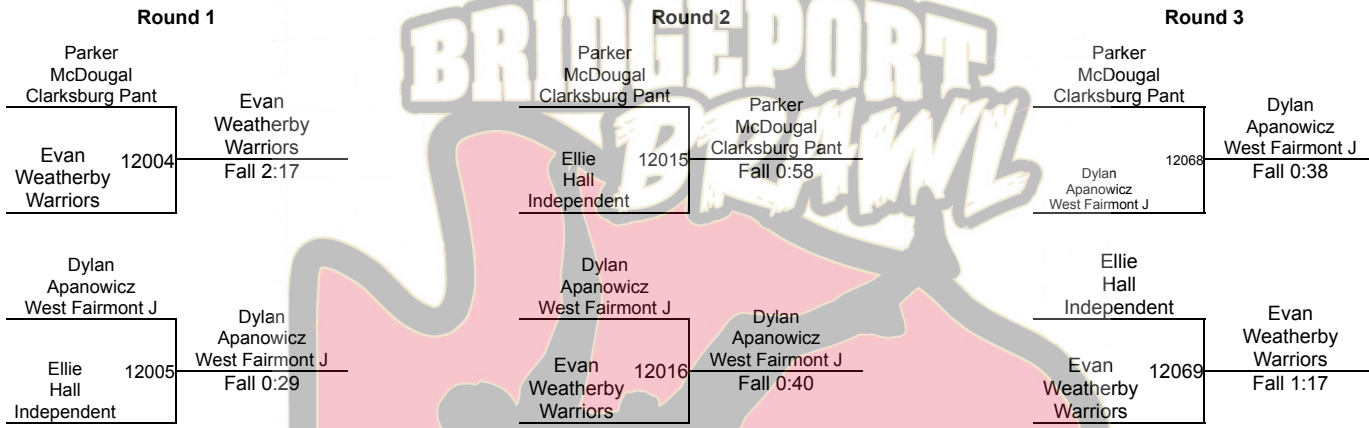 BRIDGEPORT
BRAWL
Round 1
Parker
McDougal
Clarksburg Pant
Evan
Weatherby
Warriors
12004
Evan
Weatherby
Warriors
Fall 2:17
Dylan
Apanowicz
West Fairmont J
Ellie
Hall
Independent
12005
Dylan
Apanowicz
West Fairmont J
Fall 0:29
Round 2
Parker
McDougal
Clarksburg Pant
Ellie
Hall
Independent
12015
Parker
McDougal
Clarksburg Pant
Fall 0:58
Dylan
Apanowicz
West Fairmont J
Evan
Weatherby
Warriors
12016
Dylan
Apanowicz
West Fairmont J
Fall 0:40
Round 3
Parker
McDougal
Clarksburg Pant
Dylan
Apanowicz
West Fairmont J
12068
Dylan
Apanowicz
West Fairmont J
Fall 0:38
Ellie
Hall
Independent
Evan
Weatherby
Warriors
12069
Evan
Weatherby
Warriors
Fall 1:17